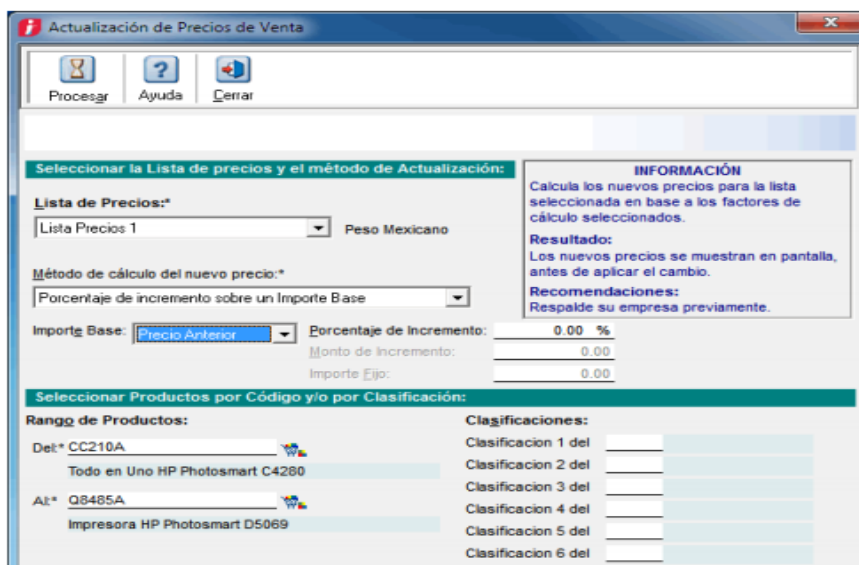 Actualización de Precios de Venta
Procesar Ayuda Cerrar
Seleccionar la Lista de precios y el método de Actualización:
Lista de Precios:*
Lista Precios 1 Peso Mexicano
Método de cálculo del nuevo precio:*
Porcentaje de incremento sobre un Importe Base
Importe Base: Precio Anterior Porcentaje de Incremento: 0.00 %
Monto de Incremento: 0.00
Importe Fijo: 0.00
INFORMACIÓN
Calcula los nuevos precios para la lista
seleccionada en base a los factores de
cálculo seleccionados.
Resultado:
Los nuevos precios se muestran en pantalla,
antes de aplicar el cambio.
Recomendaciones:
Respalde su empresa previamente.
Seleccionar Productos por Código y/o por Clasificación:
Rango de Productos:
Del:* CC210A
Todo en Uno HP Photosmart C4280
Al:* Q8485A
Impresora HP Photosmart D5069
Clasificaciones:
Clasificacion 1 del
Clasificacion 2 del
Clasificacion 3 del
Clasificacion 4 del
Clasificacion 5 del
Clasificacion 6 del